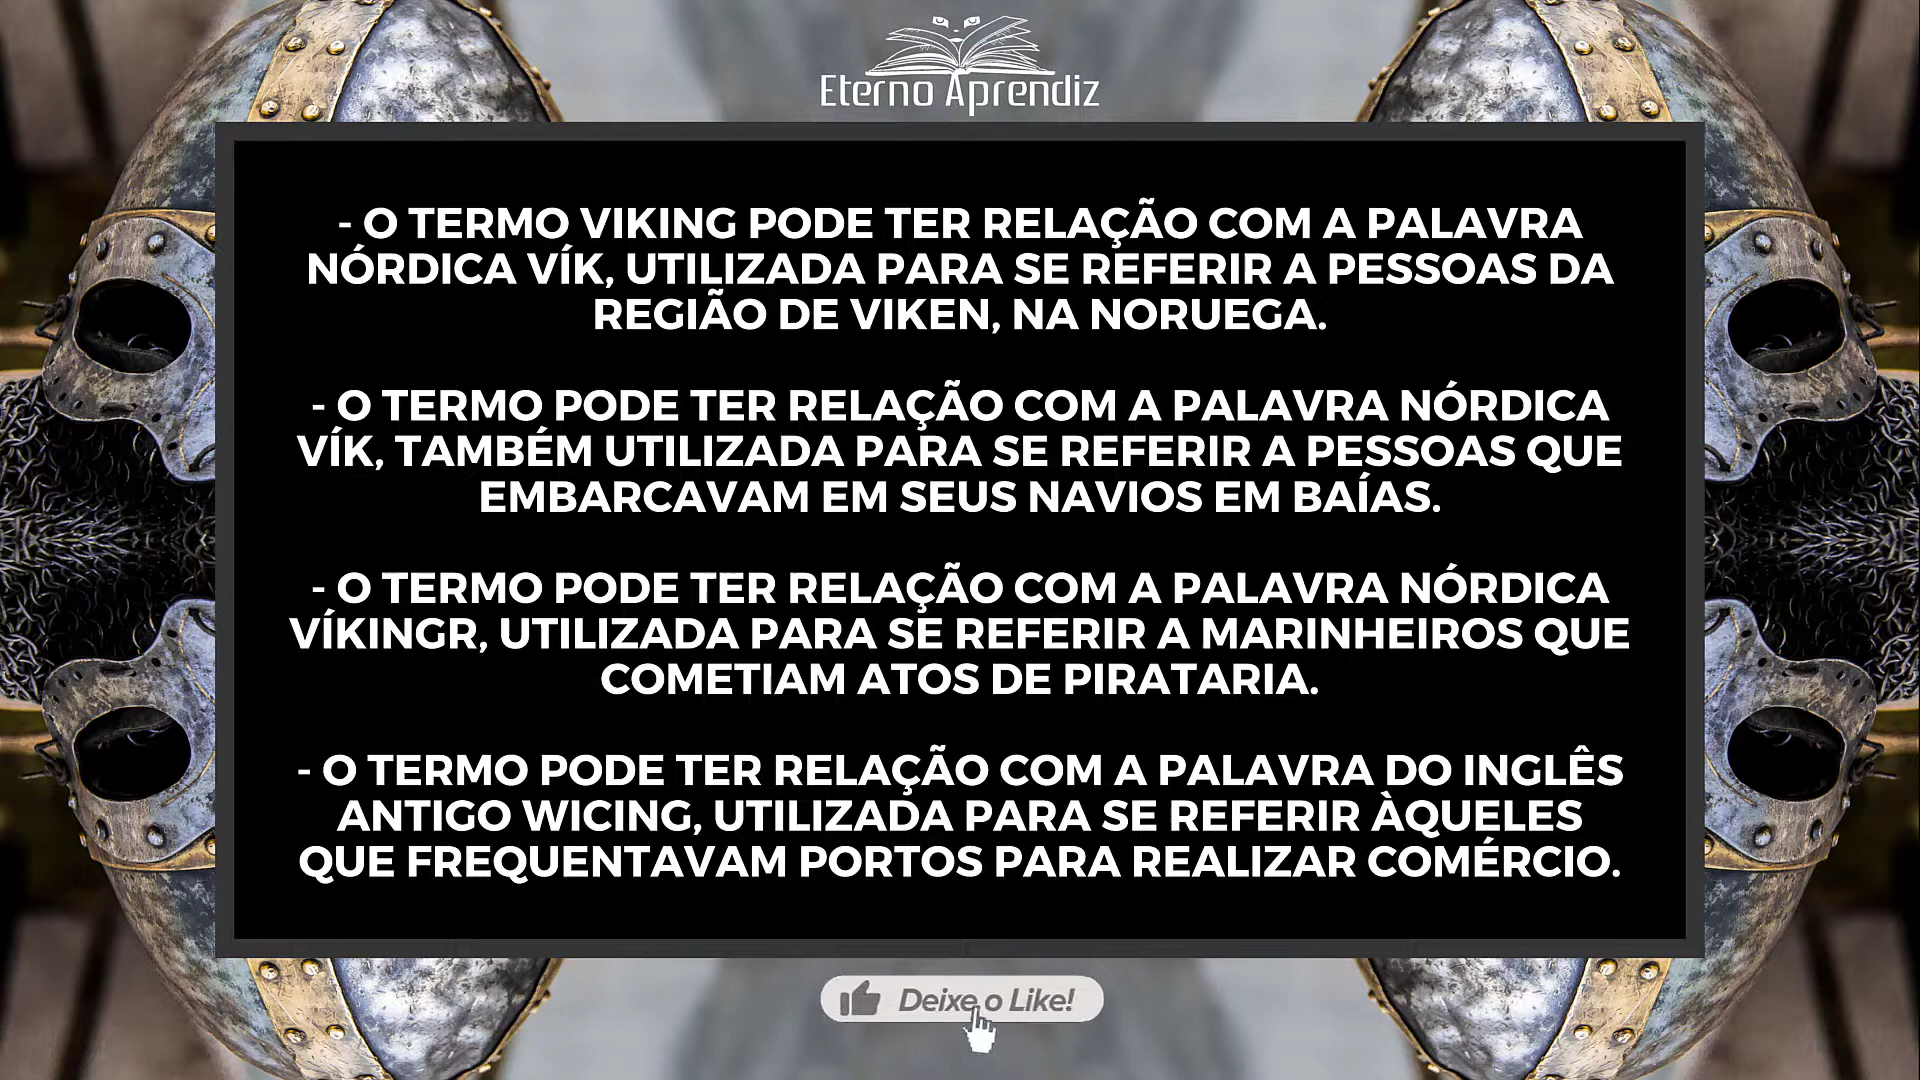 Eterno Aprendiz
- O TERMO VIKING PODE TER RELAÇÃO COM A PALAVRA
NÓRDICA VÍK, UTILIZADA PARA SE REFERIR A PESSOAS DA
REGIÃO DE VIKEN, NA NORUEGA.
- O TERMO PODE TER RELAÇÃO COM A PALAVRA NÓRDICA
VÍK, TAMBÉM UTILIZADA PARA SE REFERIR A PESSOAS QUE
EMBARCAVAM EM SEUS NAVIOS EM BAÍAS.
- O TERMO PODE TER RELAÇÃO COM A PALAVRA NÓRDICA
VÍKINGR, UTILIZADA PARA SE REFERIR A MARINHEIROS QUE
COMETIAM ATOS DE PIRATARIA.
- O TERMO PODE TER RELAÇÃO COM A PALAVRA DO INGLÊS
ANTIGO WICING, UTILIZADA PARA SE REFERIR ÀQUELES
QUE FREQUENTAVAM PORTOS PARA REALIZAR COMÉRCIO.
Deixe o Like!